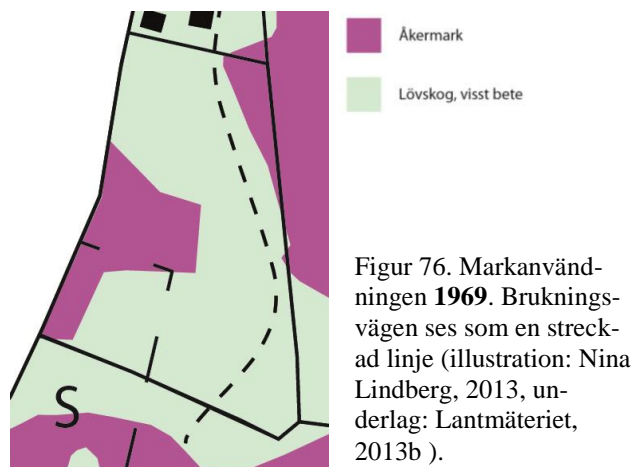 Åkermark
Lövskog, visst bete
S
Figur 76. Markanvänd-
ningen 1969. Bruknings-
vägen ses som en streck-
ad linje (illustration: Nina
Lindberg, 2013, un-
derlag: Lantmäteriet,
2013b ).